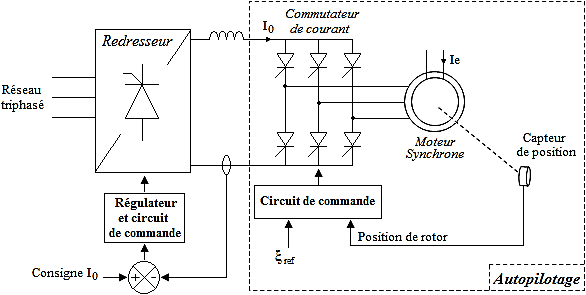 Redresseur
I0
Commutateur
de courant
Ie
Réseau
triphasé
Moteur
Synchrone
Capteur
de position
Régulateur
et circuit
de commande
Circuit de commande
Position de rotor
ξref
Consigne I0
+
-
Autopilotage